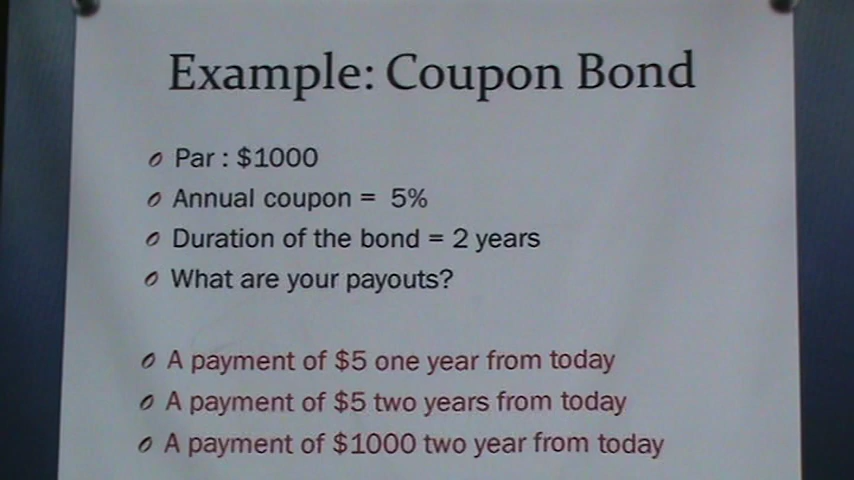 Example: Coupon Bond
Par : $1000
Annual coupon = 5%
Duration of the bond = 2 years
What are your payouts?
A payment of $5 one year from today
A payment of $5 two years from today
A payment of $1000 two year from today